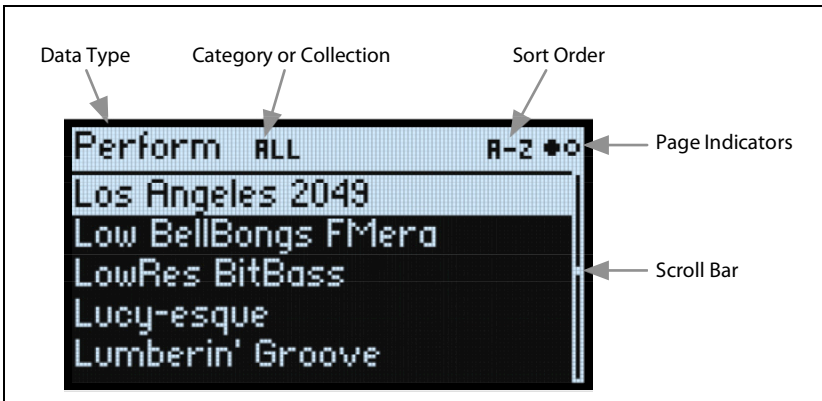 Data Type Category or Collection Sort Order
Perform ALL A-Z
Page Indicators
Los Angeles 2049
Low BellBongs FMera
LowRes BitBass
Scroll Bar
Lucy-esque
Lumberin' Groove